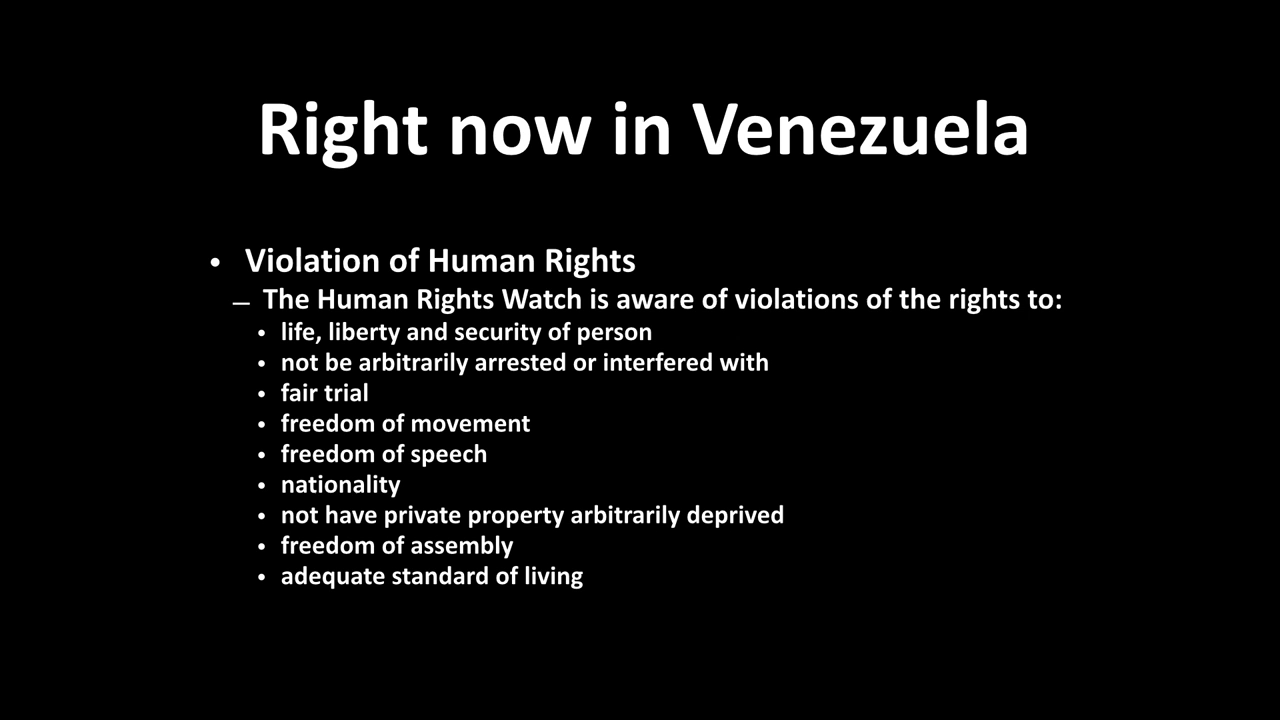 Right now in Venezuela
• Violation of Human Rights
– The Human Rights Watch is aware of violations of the rights to:
• life, liberty and security of person
• not be arbitrarily arrested or interfered with
• fair trial
• freedom of movement
• freedom of speech
• nationality
• not have private property arbitrarily deprived
• freedom of assembly
• adequate standard of living